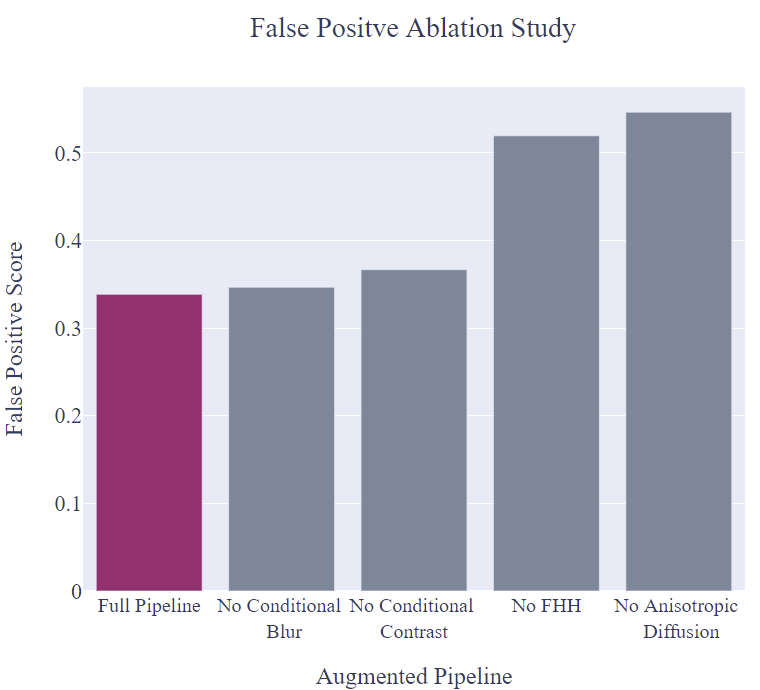 False Positve Ablation Study
False Positive Score
0.5
0.4
0.3
0.2
0.1
0
Full Pipeline
No Conditional
Blur
No Conditional
Contrast
No FHH
No Anisotropic
Diffusion
Augmented Pipeline